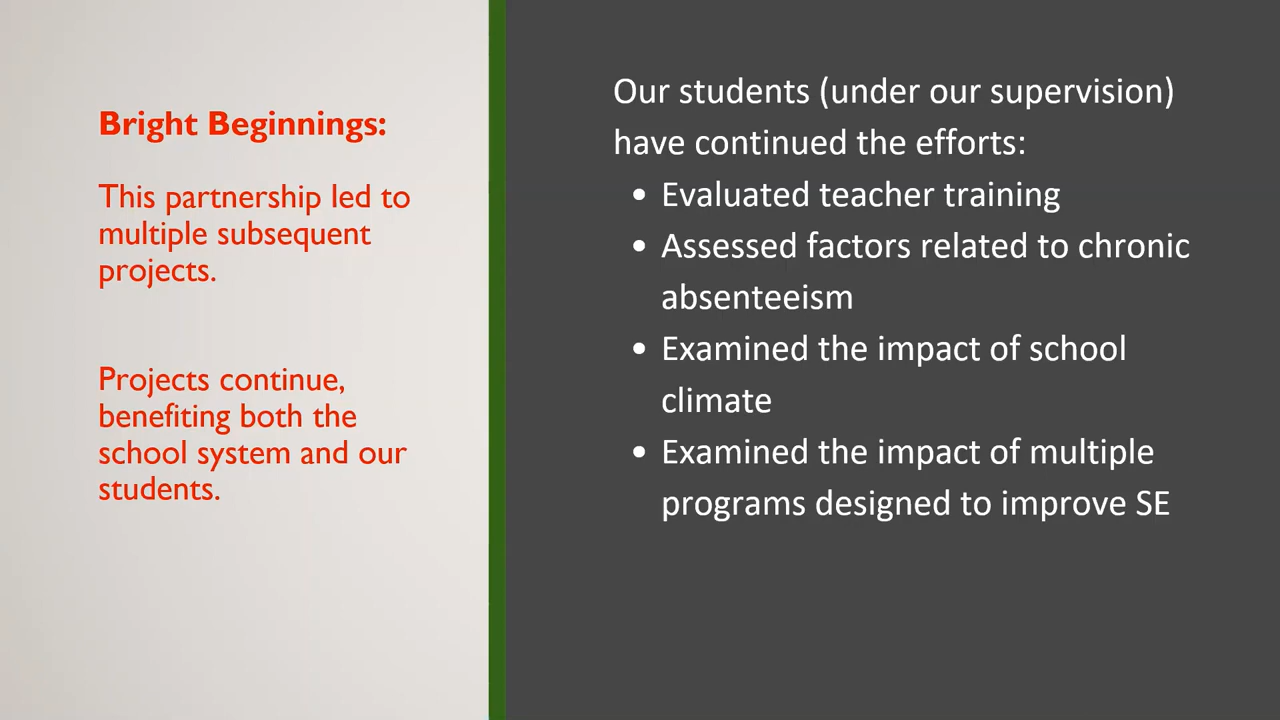 Bright Beginnings:
This partnership led to
multiple subsequent
projects.
Projects continue,
benefiting both the
school system and our
students.
Our students (under our supervision)
have continued the efforts:
• Evaluated teacher training
• Assessed factors related to chronic
absenteeism
• Examined the impact of school
climate
• Examined the impact of multiple
programs designed to improve SE